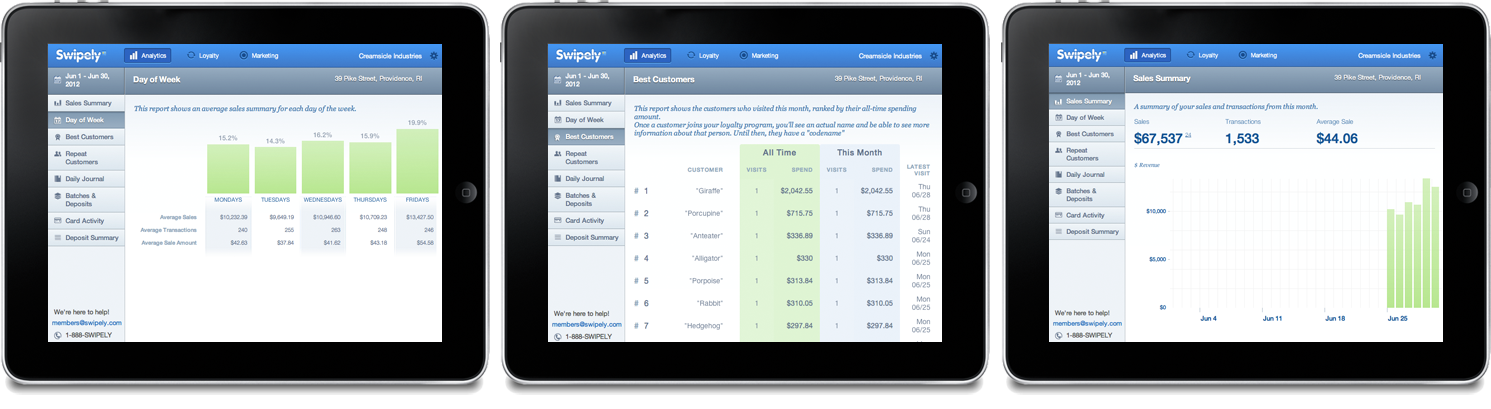 Swipely
Analytics
Loyalty
Marketing
Creamside Industries
Jun 1 - Jun 30,
2012
Day of Week
39 Pike Street, Providence, RI
Sales Summary
Day of Week
Best Customers
Repeat
Customers
Daily Journal
Batches &
Deposits
Card Activity
Deposit Summary
We're here to help!
members@swipely.com
1-888-SWIPELY
This report shows an average sales summary for each day of the week.
15.2% 14.3% 16.2% 15.9% 19.9%
MONDAYS TUESDAYS WEDNESDAYS THURSDAYS FRIDAYS
Average Sales $10,232.39 $9,649.19 $10,946.60 $10,709.23 $13,427.50
Average Transactions 240 255 263 248 246
Average Sale Amount $42.63 $37.84 $41.62 $43.18 $54.58
Swipely
Analytics
Loyalty
Marketing
Creamside Industries
Jun 1 - Jun 30,
2012
Best Customers
39 Pike Street, Providence, RI
Sales Summary
Day of Week
Best Customers
Repeat
Customers
Daily Journal
Batches &
Deposits
Card Activity
Deposit Summary
We're here to help!
members@swipely.com
1-888-SWIPELY
This report shows the customers who visited this month, ranked by their all-time spending
amount.
Once a customer joins your loyalty program, you'll see an actual name and be able to see more
information about that person. Until then, they have a "codename"
All Time This Month
CUSTOMER VISITS SPEND VISITS SPEND LATEST
VISIT
# 1 "Giraffe" 1 $2,042.55 1 $2,042.55 Thu
06/28
# 2 "Porcupine" 1 $715.75 1 $715.75 Thu
06/28
# 3 "Anteater" 1 $336.89 1 $336.89 Sun
06/24
# 4 "Alligator" 1 $330 1 $330 Mon
06/25
# 5 "Porpoise" 1 $313.84 1 $313.84 Mon
06/25
# 6 "Rabbit" 1 $310.05 1 $310.05 Mon
06/25
# 7 "Hedgehog" 1 $297.84 1 $297.84 Mon
06/25
Swipely
Analytics
Loyalty
Marketing
Creamside Industries
Jun 1 - Jun 30,
2012
Sales Summary
39 Pike Street, Providence, RI
Sales Summary
Day of Week
Best Customers
Repeat
Customers
Daily Journal
Batches &
Deposits
Card Activity
Deposit Summary
We're here to help!
members@swipely.com
1-888-SWIPELY
A summary of your sales and transactions from this month.
Sales Transactions Average Sale
$67,537 1,533 $44.06
$ Revenue
$10,000
$5,000
$0
Jun 4 Jun 11 Jun 18 Jun 25